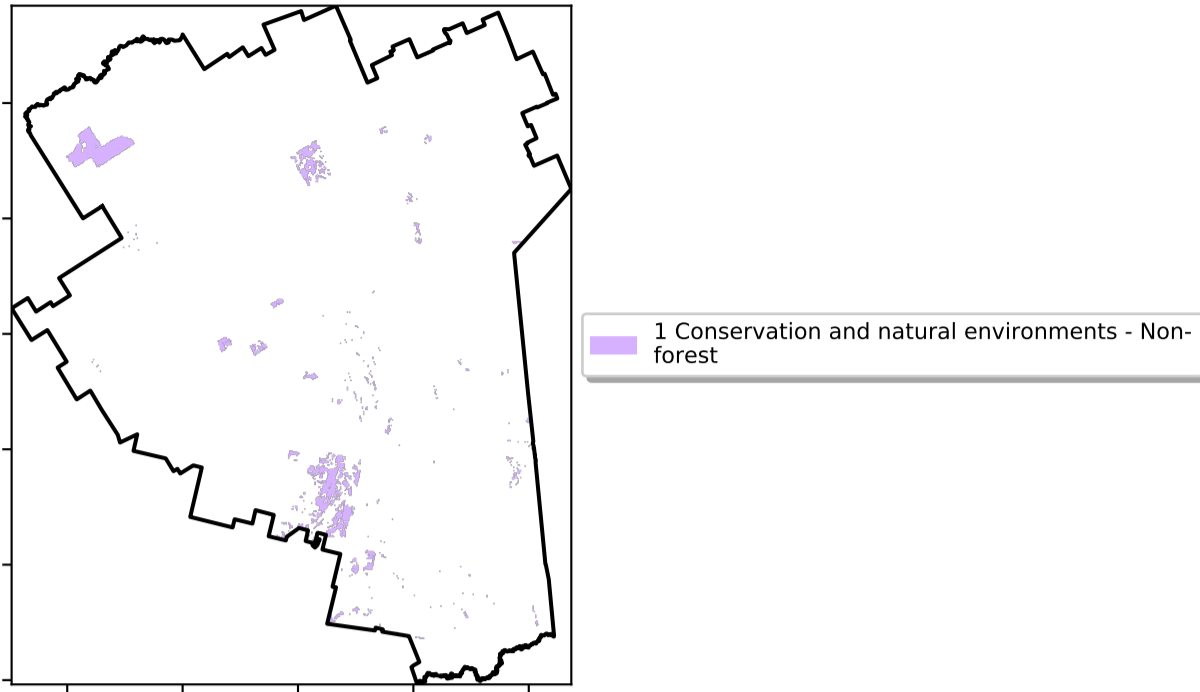 1 Conservation and natural environments - Non-
forest